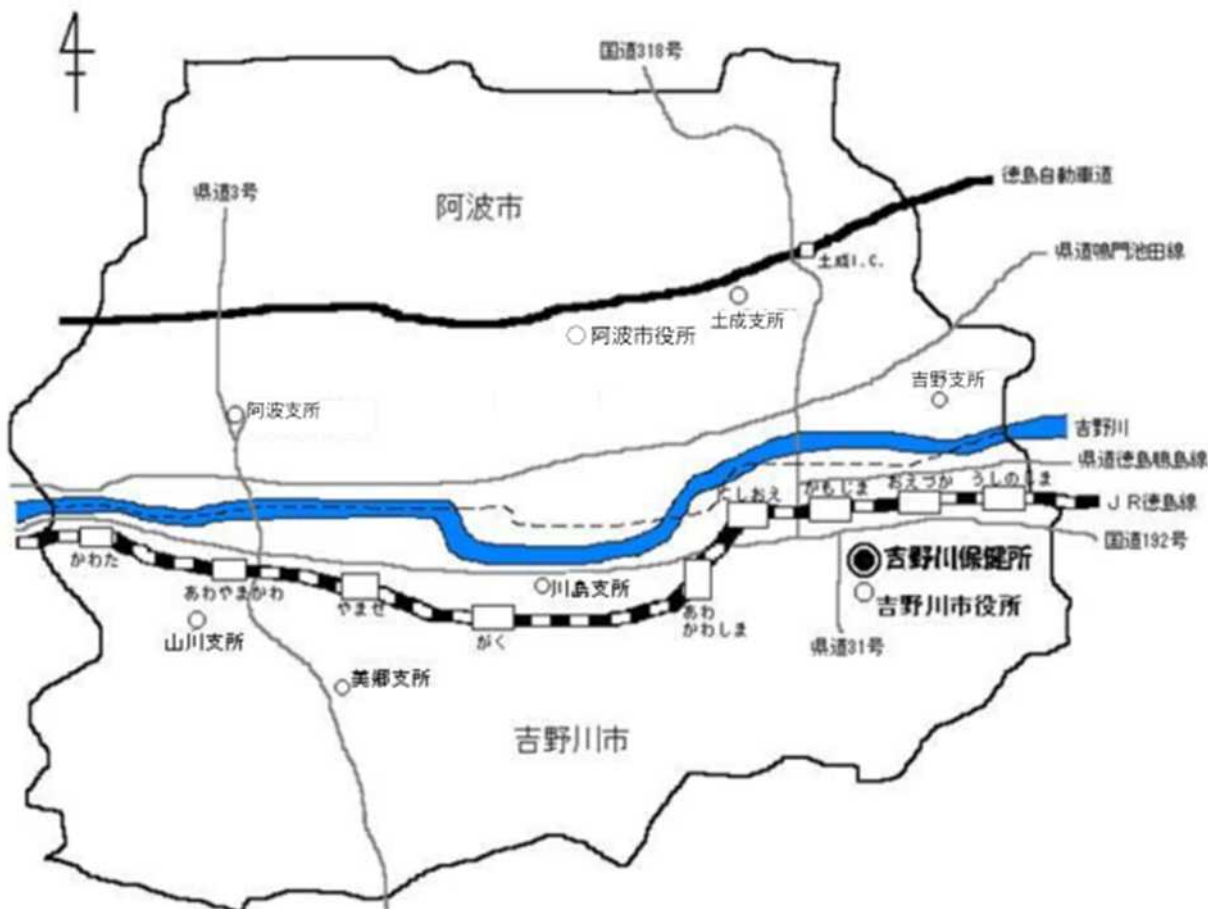 国道318号
徳島自動車道
県道3号
阿波市
県道鳴門池田線
土成I.C.
土成支所
阿波市役所
吉野支所
阿波支所
吉野川
県道徳島鴨島線
にしおえ
かもじま
おえづか
うしのしま
JR徳島線
国道192号
かわた
あわやまかわ
やませ
がく
川島支所
あわ
かわしま
吉野川保健所
吉野川市役所
山川支所
県道31号
美郷支所
吉野川市